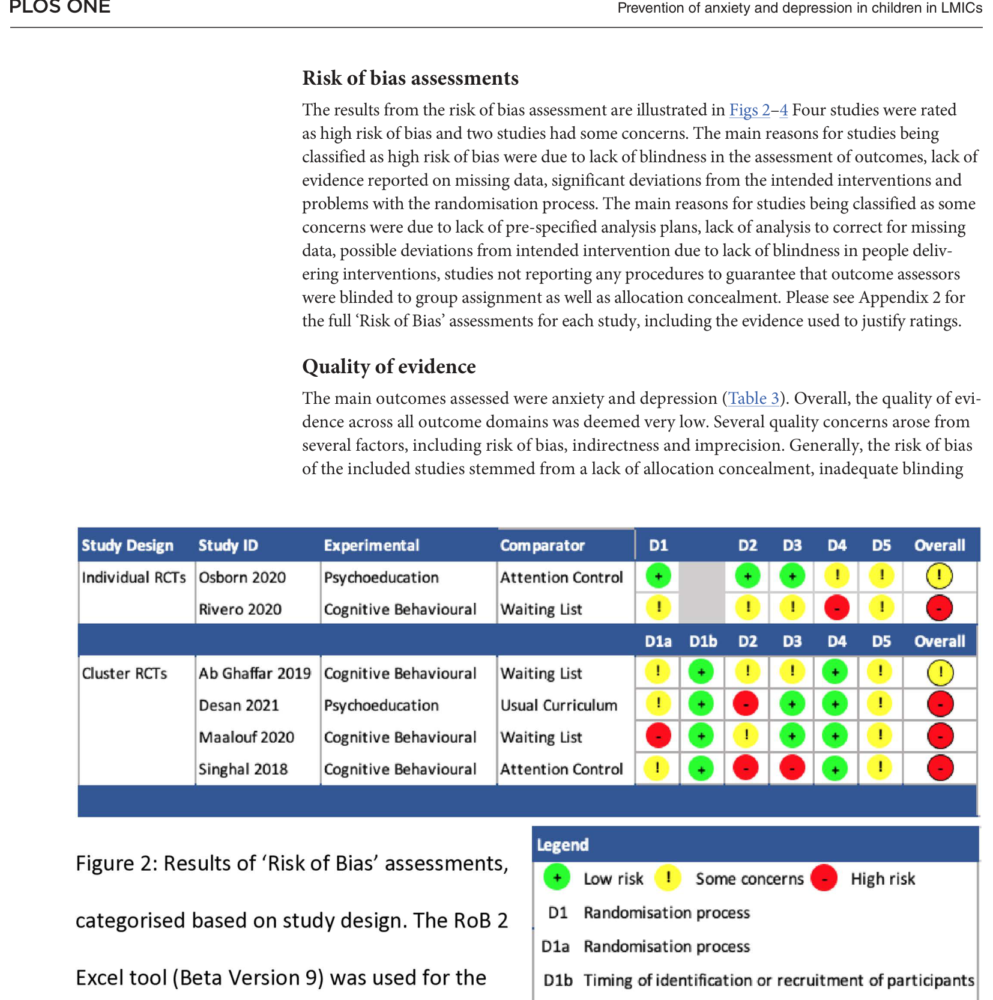 PLOS ONE
Prevention of anxiety and depression in children in LMICs
Risk of bias assessments
The results from the risk of bias assessment are illustrated in Figs 2–4 Four studies were rated
as high risk of bias and two studies had some concerns. The main reasons for studies being
classified as high risk of bias were due to lack of blindness in the assessment of outcomes, lack of
evidence reported on missing data, significant deviations from the intended interventions and
problems with the randomisation process. The main reasons for studies being classified as some
concerns were due to lack of pre-specified analysis plans, lack of analysis to correct for missing
data, possible deviations from intended intervention due to lack of blindness in people deliv-
ering interventions, studies not reporting any procedures to guarantee that outcome assessors
were blinded to group assignment as well as allocation concealment. Please see Appendix 2 for
the full ‘Risk of Bias’ assessments for each study, including the evidence used to justify ratings.
Quality of evidence
The main outcomes assessed were anxiety and depression (Table 3). Overall, the quality of evi-
dence across all outcome domains was deemed very low. Several quality concerns arose from
several factors, including risk of bias, indirectness and imprecision. Generally, the risk of bias
of the included studies stemmed from a lack of allocation concealment, inadequate blinding
Study Design Study ID Experimental Comparator D1 D2 D3 D4 D5 Overall
Individual RCTs Osborn 2020 Psychoeducation Attention Control + + + ! ! !
Rivero 2020 Cognitive Behavioural Waiting List ! ! ! - ! -
D1a D1b D2 D3 D4 D5 Overall
Cluster RCTs Ab Ghaffar 2019 Cognitive Behavioural Waiting List ! + ! ! + ! !
Desan 2021 Psychoeducation Usual Curriculum ! + - + + ! -
Maalouf 2020 Cognitive Behavioural Waiting List - + ! + + ! -
Singhal 2018 Cognitive Behavioural Attention Control ! + - - + ! -
Figure 2: Results of ‘Risk of Bias’ assessments,
categorised based on study design. The RoB 2
Excel tool (Beta Version 9) was used for the
Legend
+ Low risk ! Some concerns - High risk
D1 Randomisation process
D1a Randomisation process
D1b Timing of identification or recruitment of participants